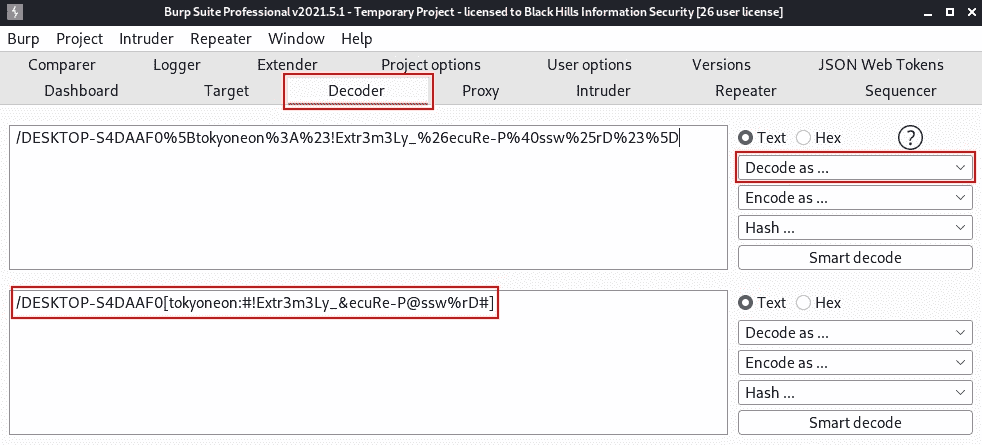 Burp Suite Professional v2021.5.1 - Temporary Project - licensed to Black Hills Information Security [26 user license]
Burp Project Intruder Repeater Window Help
Comparer Logger Extender Project options User options Versions JSON Web Tokens
Dashboard Target Decoder Proxy Intruder Repeater Sequencer
/DESKTOP-S4DAAF0%5Btokyoneon%3A%23!Extr3m3Ly_%26ecuRe-P%40ssw%25rD%23%5D
Text Hex ?
Decode as ...
Encode as ...
Hash ...
Smart decode
/DESKTOP-S4DAAF0[tokyoneon:#!Extr3m3Ly_&ecuRe-P@ssw%rD#]
Text Hex
Decode as ...
Encode as ...
Hash ...
Smart decode